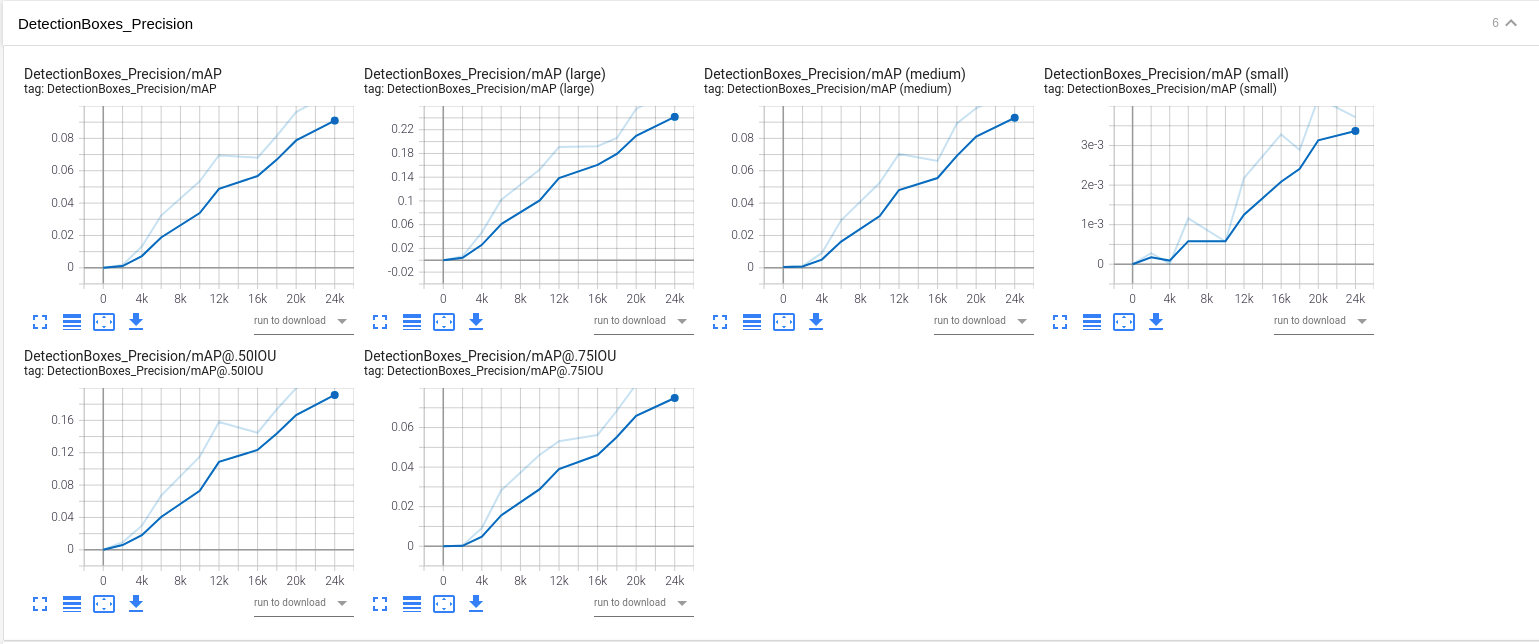 DetectionBoxes_Precision
6
DetectionBoxes_Precision/mAP
tag: DetectionBoxes_Precision/mAP
0.08
0.06
0.04
0.02
0
0 4k 8k 12k 16k 20k 24k
run to download
DetectionBoxes_Precision/mAP (large)
tag: DetectionBoxes_Precision/mAP (large)
0.22
0.18
0.14
0.1
0.06
0.02
-0.02
0 4k 8k 12k 16k 20k 24k
run to download
DetectionBoxes_Precision/mAP (medium)
tag: DetectionBoxes_Precision/mAP (medium)
0.08
0.06
0.04
0.02
0
0 4k 8k 12k 16k 20k 24k
run to download
DetectionBoxes_Precision/mAP (small)
tag: DetectionBoxes_Precision/mAP (small)
3e-3
2e-3
1e-3
0
0 4k 8k 12k 16k 20k 24k
run to download
DetectionBoxes_Precision/mAP@.50IOU
tag: DetectionBoxes_Precision/mAP@.50IOU
0.16
0.12
0.08
0.04
0
0 4k 8k 12k 16k 20k 24k
run to download
DetectionBoxes_Precision/mAP@.75IOU
tag: DetectionBoxes_Precision/mAP@.75IOU
0.06
0.04
0.02
0
0 4k 8k 12k 16k 20k 24k
run to download